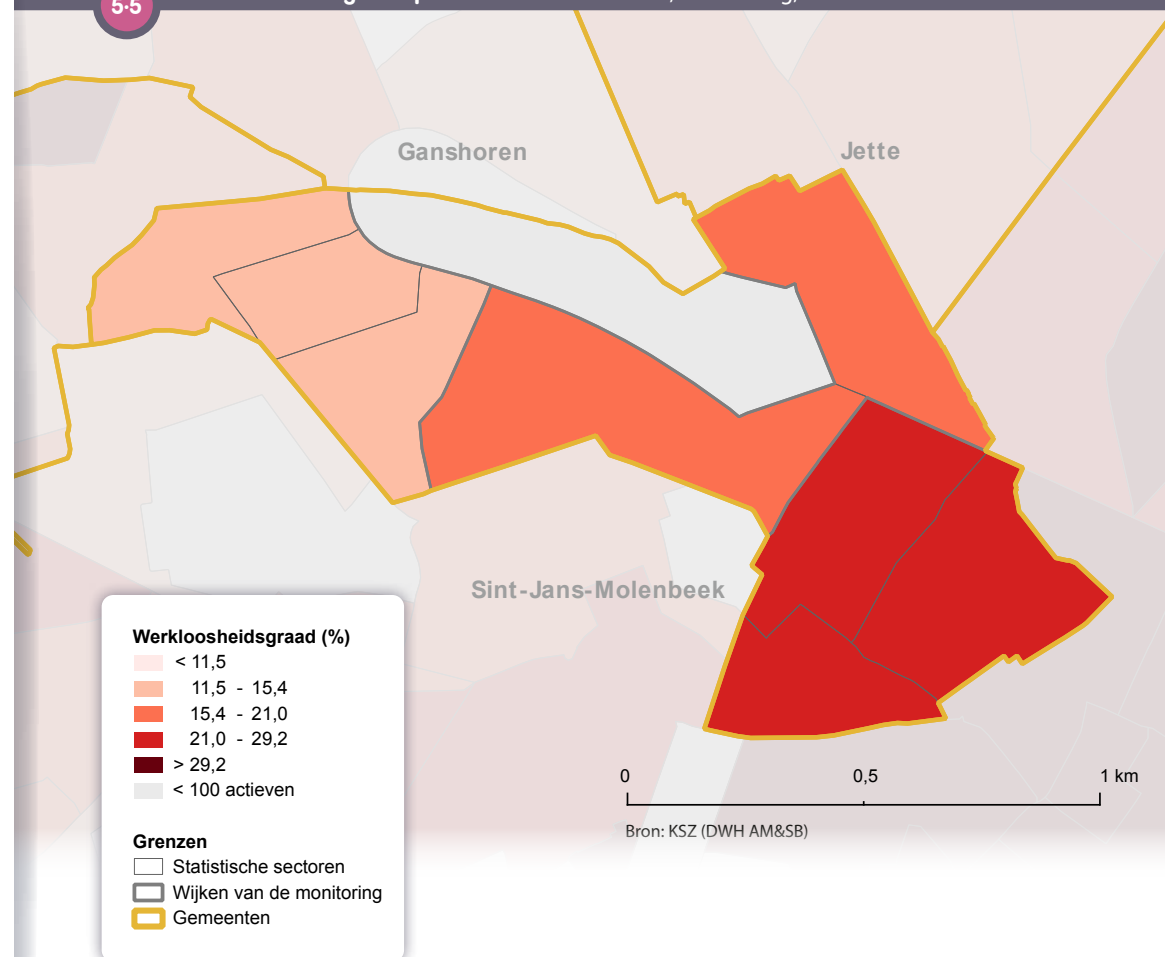 5·5
Ganshoren
Jette
Sint-Jans-Molenbeek
Werkloosheidsgraad (%)
< 11,5
11,5 - 15,4
15,4 - 21,0
21,0 - 29,2
> 29,2
< 100 actieven
Grenzen
Statistische sectoren
Wijken van de monitoring
Gemeenten
0 0,5 1 km
Bron: KSZ (DWH AM&SB)